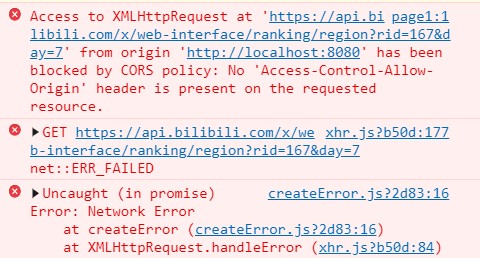 Access to XMLHttpRequest at 'https://api.bi page1:1
libili.com/x/web-interface/ranking/region?rid=167&d
ay=7' from origin 'http://localhost:8080' has been
blocked by CORS policy: No 'Access-Control-Allow-
Origin' header is present on the requested
resource.
▶GET https://api.bilibili.com/x/we xhr.js?b50d:177
b-interface/ranking/region?rid=167&day=7
net::ERR_FAILED
▶Uncaught (in promise) createError.js?2d83:16
Error: Network Error
at createError (createError.js?2d83:16)
at XMLHttpRequest.handleError (xhr.js?b50d:84)